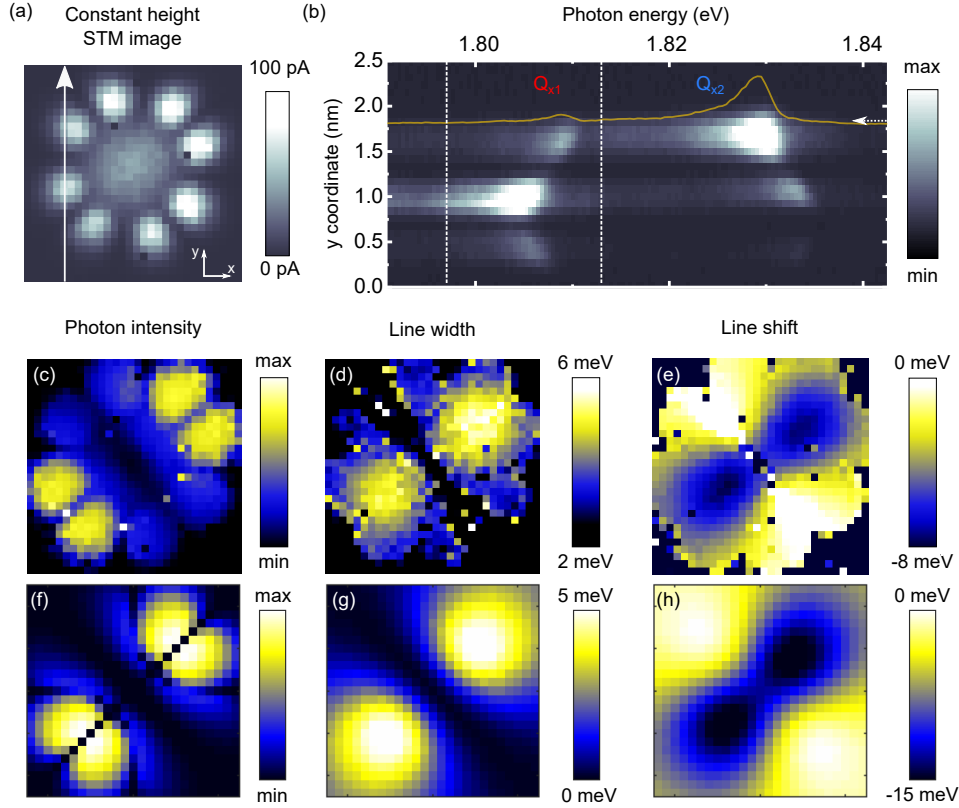 (a)
Constant height
STM image
100 pA
0 pA
y
x
(b)
Photon energy (eV)
1.80
1.82
1.84
2.5
2.0
1.5
1.0
0.5
0.0
y coordinate (nm)
Qx1
Qx2
max
min
Photon intensity
Line width
Line shift
(c)
max
min
(d)
6 meV
2 meV
(e)
0 meV
-8 meV
(f)
max
min
(g)
5 meV
0 meV
(h)
0 meV
-15 meV